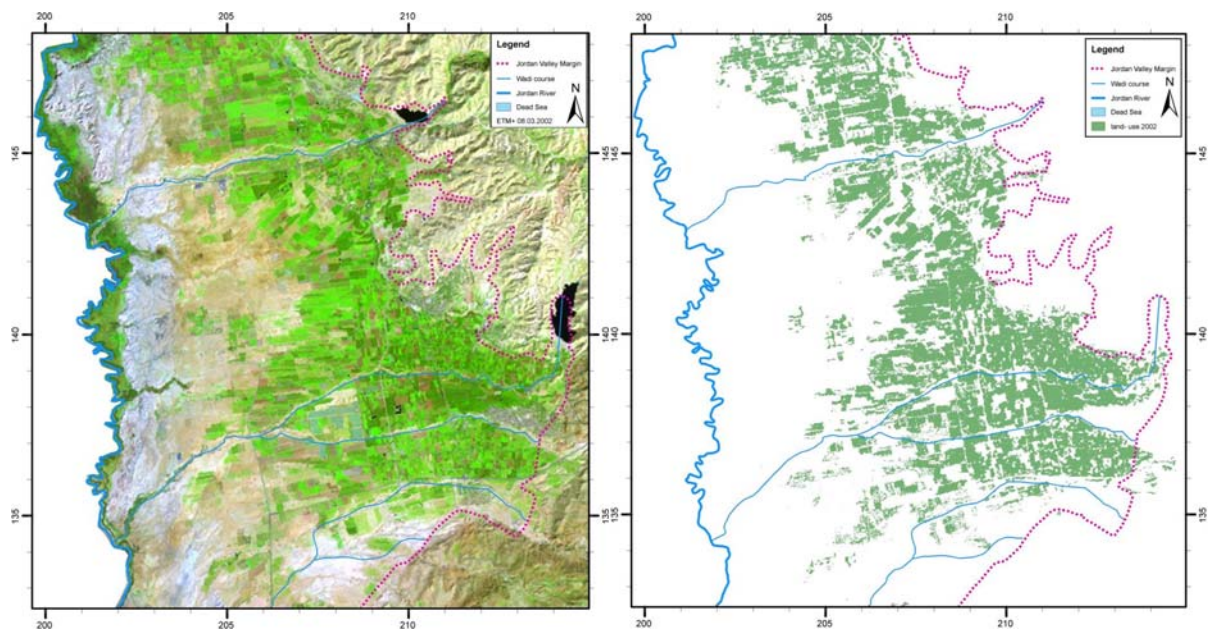 200 205 210
Legend
Jordan Valley Margin
Wadi course
Jordan River
Dead Sea
ETM+ 08.03.2002
N
145 145
140 140
135 135
200 205 210
200 205 210
Legend
Jordan Valley Margin
Wadi course
Jordan River
Dead Sea
land- use 2002
N
145 145
140 140
135 135
200 205 210